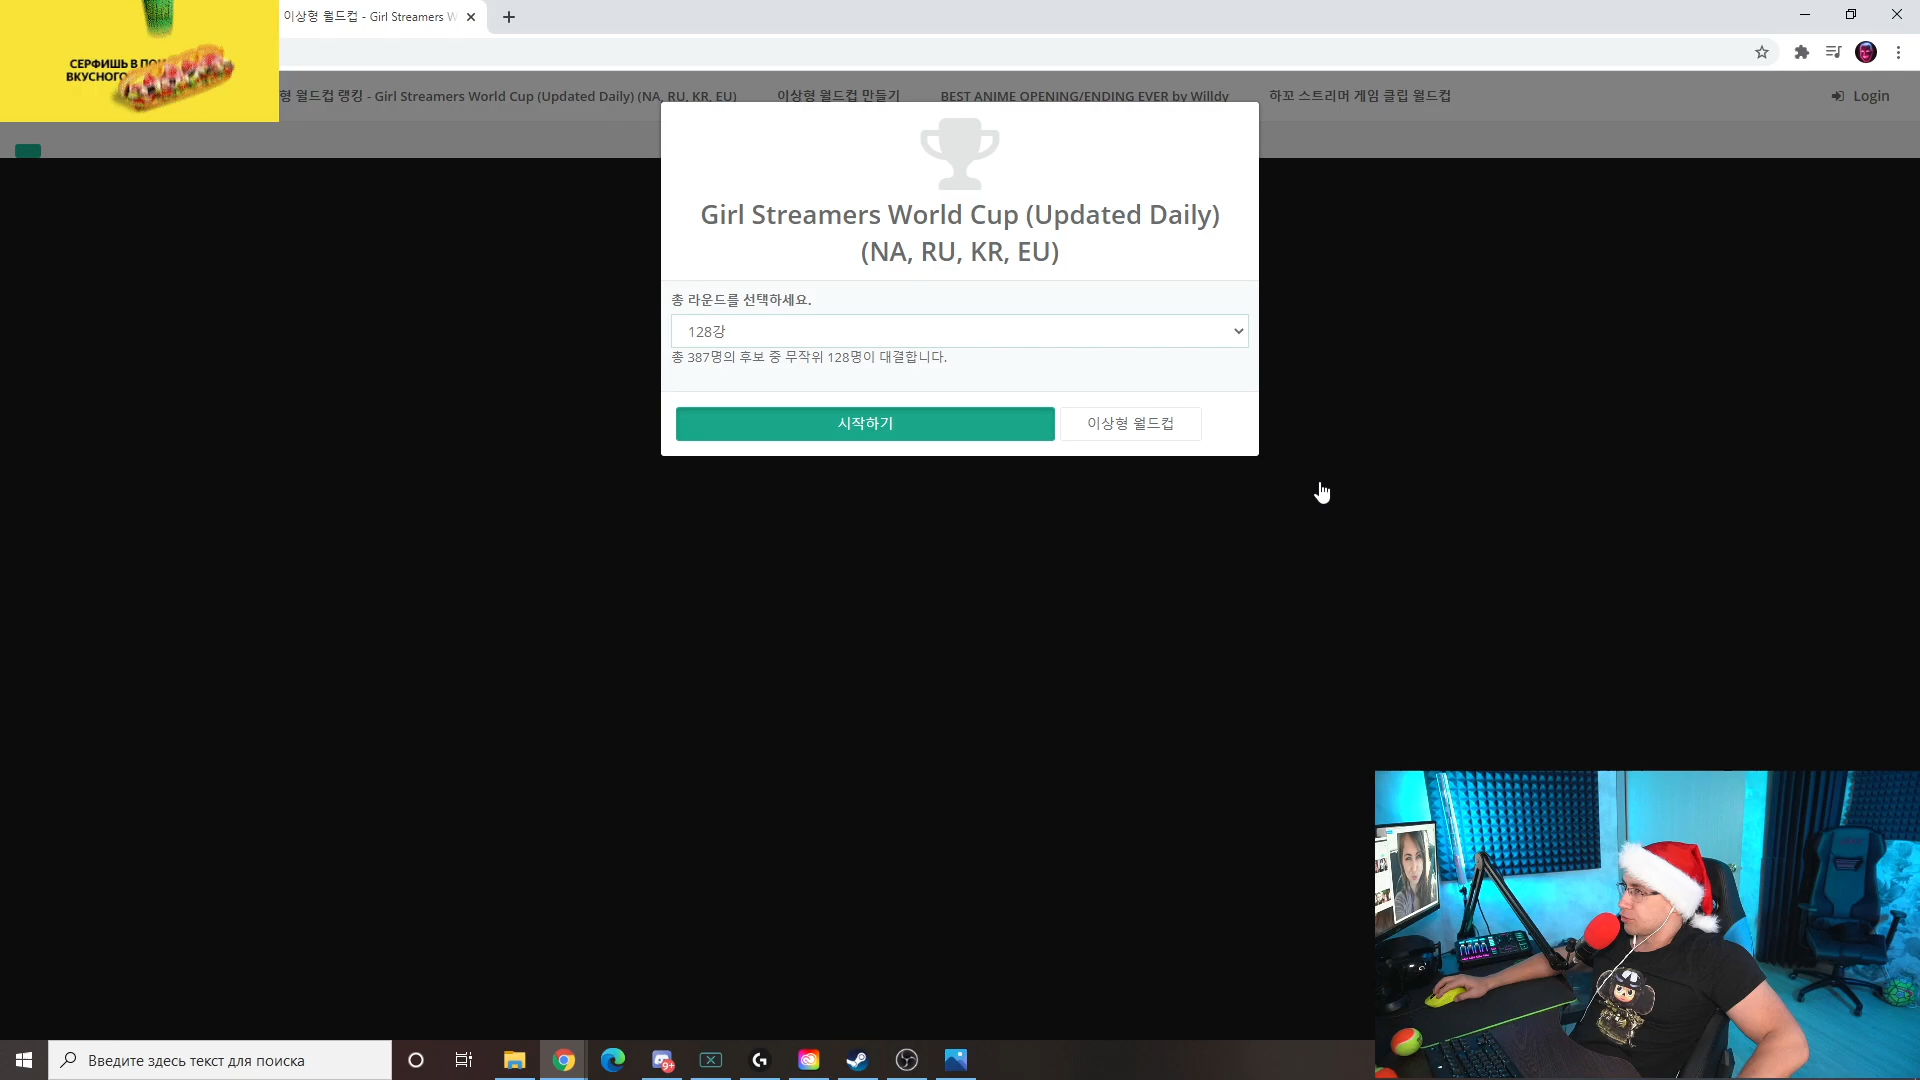 이상형 월드컵 - Girl Streamers W
СЕРФИШЬ В ПО
ВКУСНОГО
형 월드컵 랭킹 - Girl Streamers World Cup (Updated Daily) (NA, RU, KR, EU)
이상형 월드컵 만들기
BEST ANIME OPENING/ENDING EVER by Willdy
하꼬 스트리머 게임 클립 월드컵
Login
Girl Streamers World Cup (Updated Daily)
(NA, RU, KR, EU)
총 라운드를 선택하세요.
128강
총 387명의 후보 중 무작위 128명이 대결합니다.
시작하기
이상형 월드컵
Введите здесь текст для поиска
9+